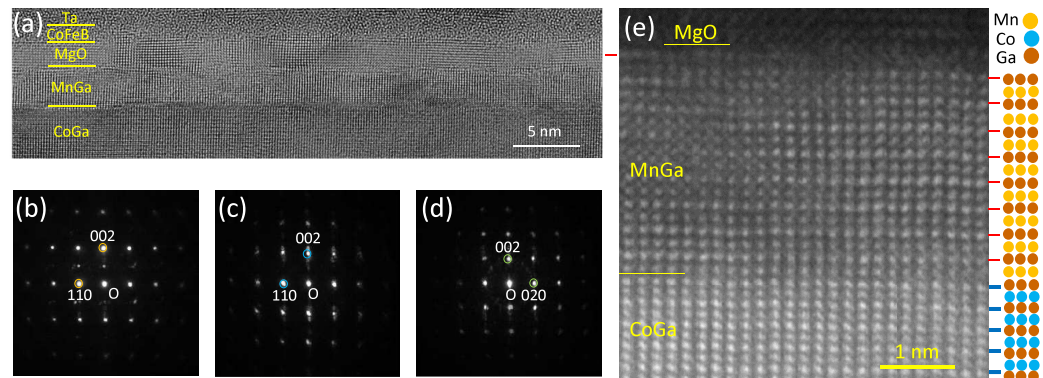 (a)
Ta
CoFeB
MgO
MnGa
CoGa
5 nm
(b)
002
110
O
(c)
002
110
O
(d)
002
O
020
(e)
MgO
MnGa
CoGa
1 nm
Mn
Co
Ga